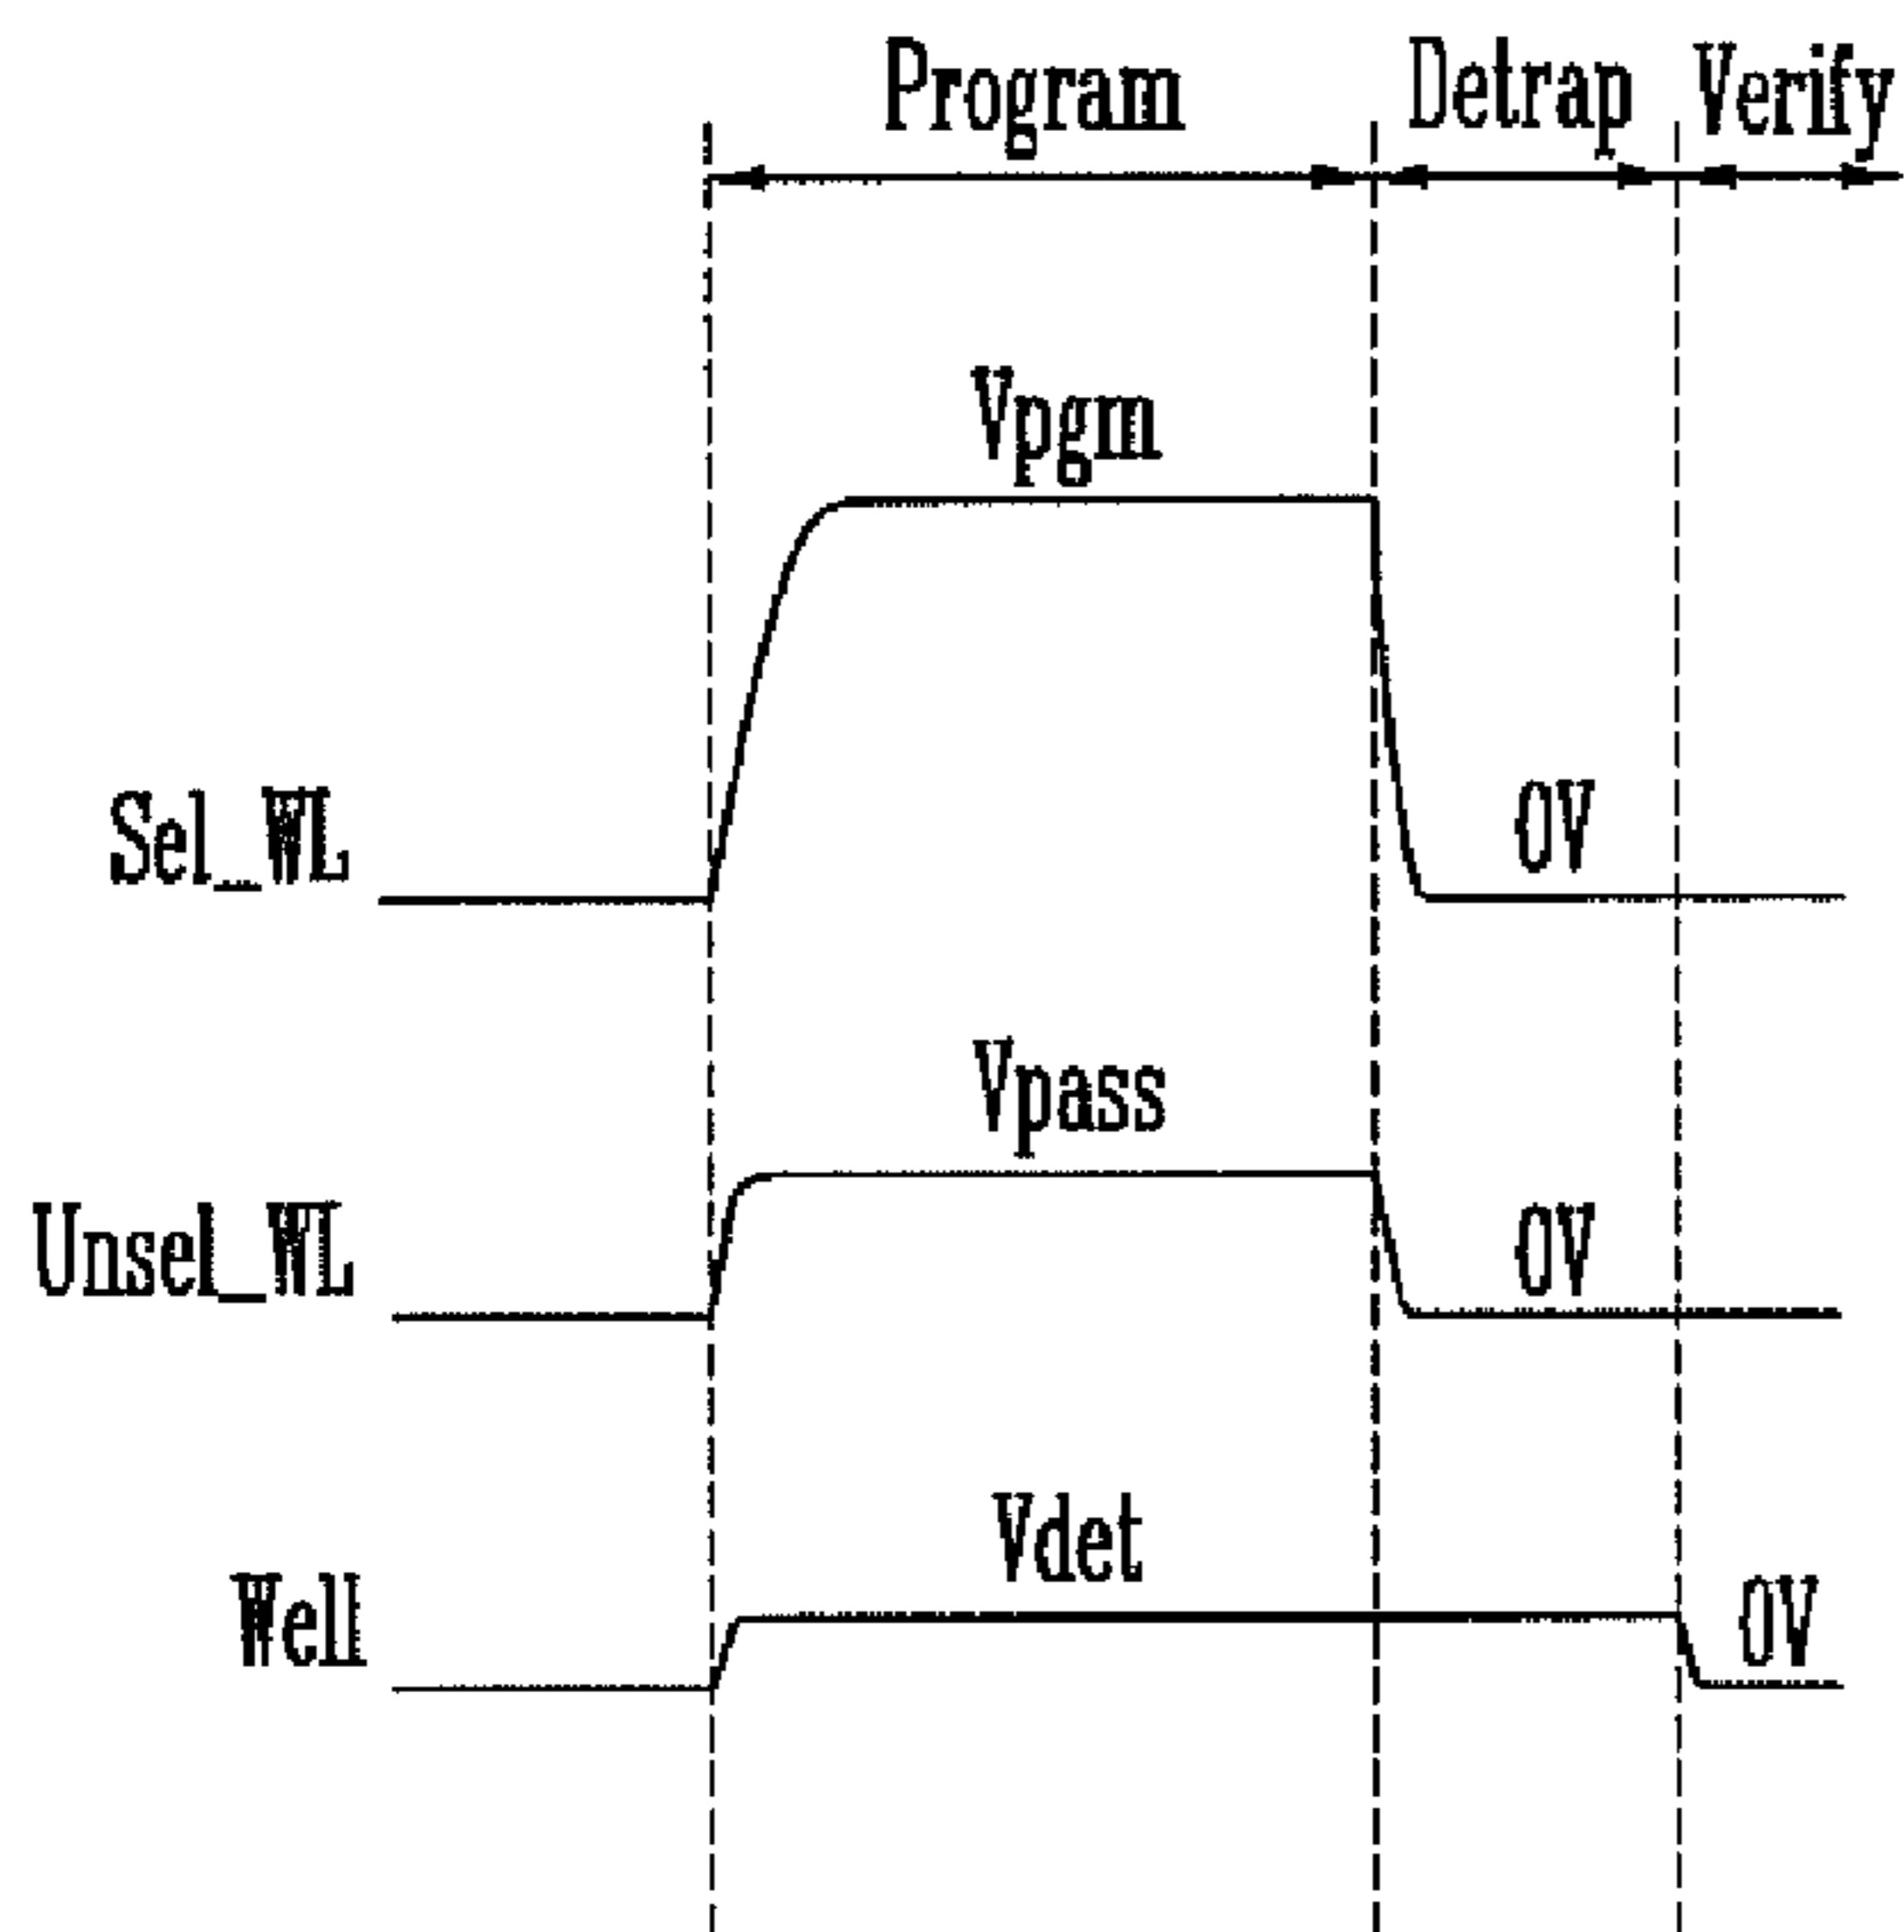 Program Detrap Verify
Vpgm
Sel_WL 0V
Vpass
Unsel_WL 0V
Vdet
Well 0V